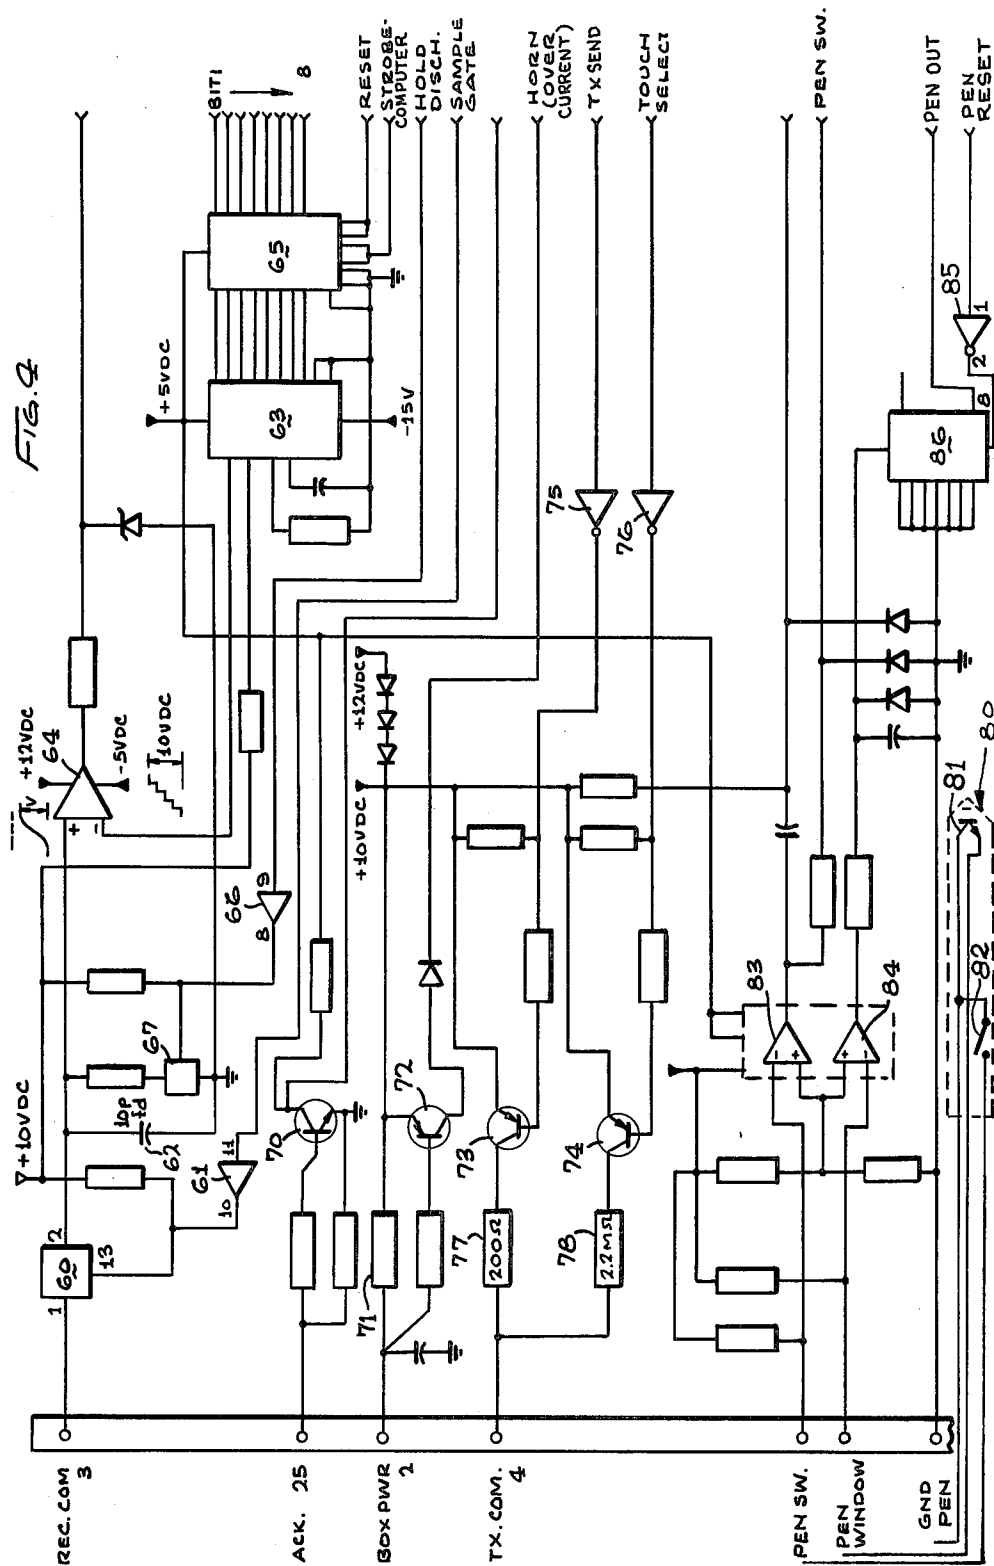 FIG. 4
REC. COM
3
ACK. 25
BOX PWR
2
TX. COM.
4
PEN SW.
PEN
WINDOW
GND
PEN
1
60
2
13
+10VDC
10p
fd
62
61
10
11
67
66
8
9
V
+12VDC
64
+
-
-5VDC
10VDC
+5VDC
63
-15V
65
BIT1
8
RESET
STROBE-
COMPUTER
HOLD
DISCH.
SAMPLE
GATE
HORN
(OVER
CURRENT)
TX SEND
TOUCH
SELECT
PEN SW.
PEN OUT
PEN
RESET
70
71
72
73
74
77
200Ω
78
2.2MΩ
+10VDC
+12VDC
75
76
83
-
+
84
+
-
85
1
2
8
86
80
81
82